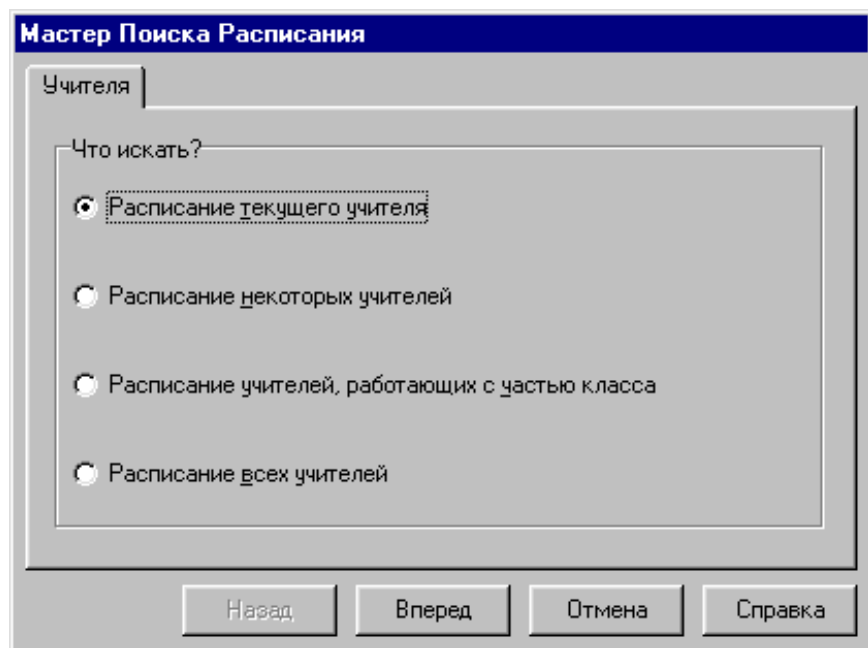 Мастер Поиска Расписания
Учителя
Что искать?
Расписание текущего учителя
Расписание некоторых учителей
Расписание учителей, работающих с частью класса
Расписание всех учителей
Назад Вперед Отмена Справка